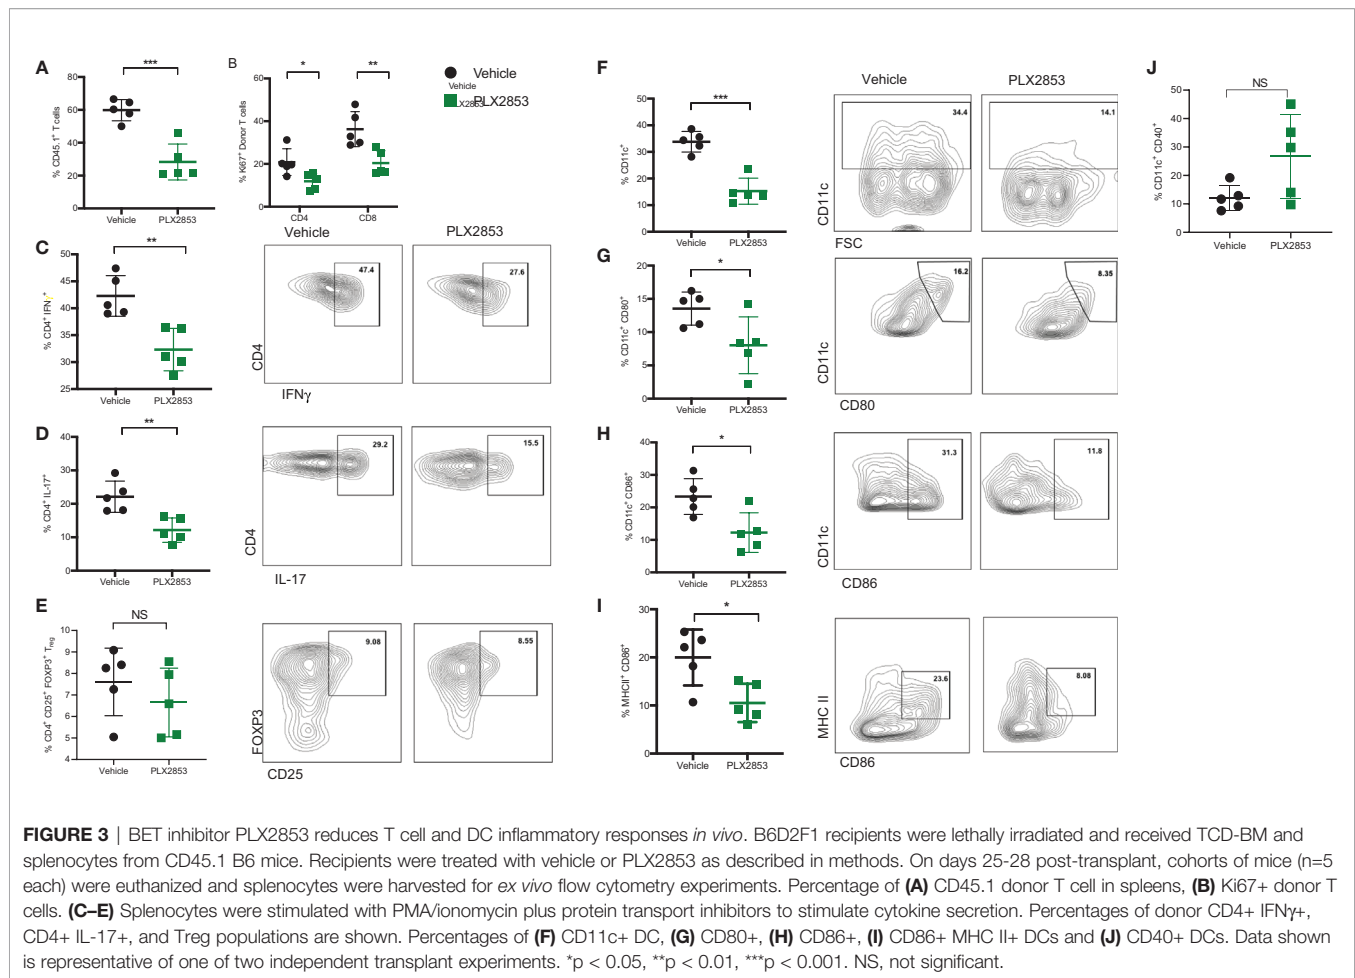 A
***
% CD45.1+ T cells
80
60
40
20
0
Vehicle
PLX2853
B
*
**
% Ki67+ Donor T cells
60
40
20
0
CD4
CD8
Vehicle
Vehicle
PLX2853
PLX2853
C
**
% CD4+ IFNγ+
50
45
40
35
30
25
Vehicle
PLX2853
Vehicle
PLX2853
47.4
27.6
CD4
IFNγ
D
**
% CD4+ IL-17+
40
30
20
10
0
Vehicle
PLX2853
29.2
15.5
CD4
IL-17
E
NS
% CD4+ CD25+ FOXP3+ Treg
10
9
8
7
6
5
4
Vehicle
PLX2853
9.08
8.55
FOXP3
CD25
F
***
% CD11c+
50
40
30
20
10
0
Vehicle
PLX2853
Vehicle
PLX2853
34.4
14.1
CD11c
FSC
G
*
% CD11c+ CD80+
20
15
10
5
0
Vehicle
PLX2853
16.2
8.35
CD11c
CD80
H
*
% CD11c+ CD86+
40
30
20
10
0
Vehicle
PLX2853
31.3
11.8
CD11c
CD86
I
*
% MHCII+ CD86+
30
20
10
0
Vehicle
PLX2853
23.6
8.08
MHC II
CD86
J
NS
% CD11c+ CD40+
50
40
30
20
10
0
Vehicle
PLX2853
FIGURE 3 | BET inhibitor PLX2853 reduces T cell and DC inflammatory responses in vivo. B6D2F1 recipients were lethally irradiated and received TCD-BM and
splenocytes from CD45.1 B6 mice. Recipients were treated with vehicle or PLX2853 as described in methods. On days 25-28 post-transplant, cohorts of mice (n=5
each) were euthanized and splenocytes were harvested for ex vivo flow cytometry experiments. Percentage of (A) CD45.1 donor T cell in spleens, (B) Ki67+ donor T
cells. (C–E) Splenocytes were stimulated with PMA/ionomycin plus protein transport inhibitors to stimulate cytokine secretion. Percentages of donor CD4+ IFNγ+,
CD4+ IL-17+, and Treg populations are shown. Percentages of (F) CD11c+ DC, (G) CD80+, (H) CD86+, (I) CD86+ MHC II+ DCs and (J) CD40+ DCs. Data shown
is representative of one of two independent transplant experiments. *p < 0.05, **p < 0.01, ***p < 0.001. NS, not significant.